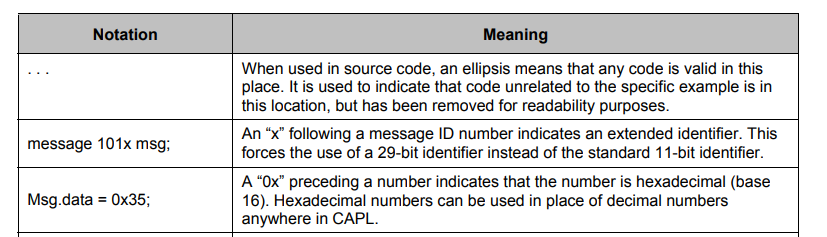 Notation Meaning
. . . When used in source code, an ellipsis means that any code is valid in this
place. It is used to indicate that code unrelated to the specific example is in
this location, but has been removed for readability purposes.
message 101x msg; An “x” following a message ID number indicates an extended identifier. This
forces the use of a 29-bit identifier instead of the standard 11-bit identifier.
Msg.data = 0x35; A “0x” preceding a number indicates that the number is hexadecimal (base
16). Hexadecimal numbers can be used in place of decimal numbers
anywhere in CAPL.